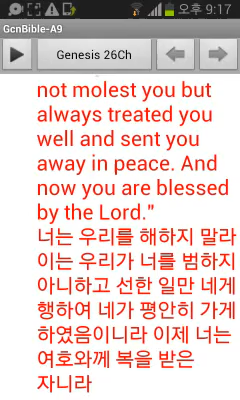 오후 9:17
GcnBible-A9
Genesis 26Ch
not molest you but
always treated you
well and sent you
away in peace. And
now you are blessed
by the Lord."
너는 우리를 해하지 말라
이는 우리가 너를 범하지
아니하고 선한 일만 네게
행하여 네가 평안히 가게
하였음이니라 이제 너는
여호와께 복을 받은
자니라